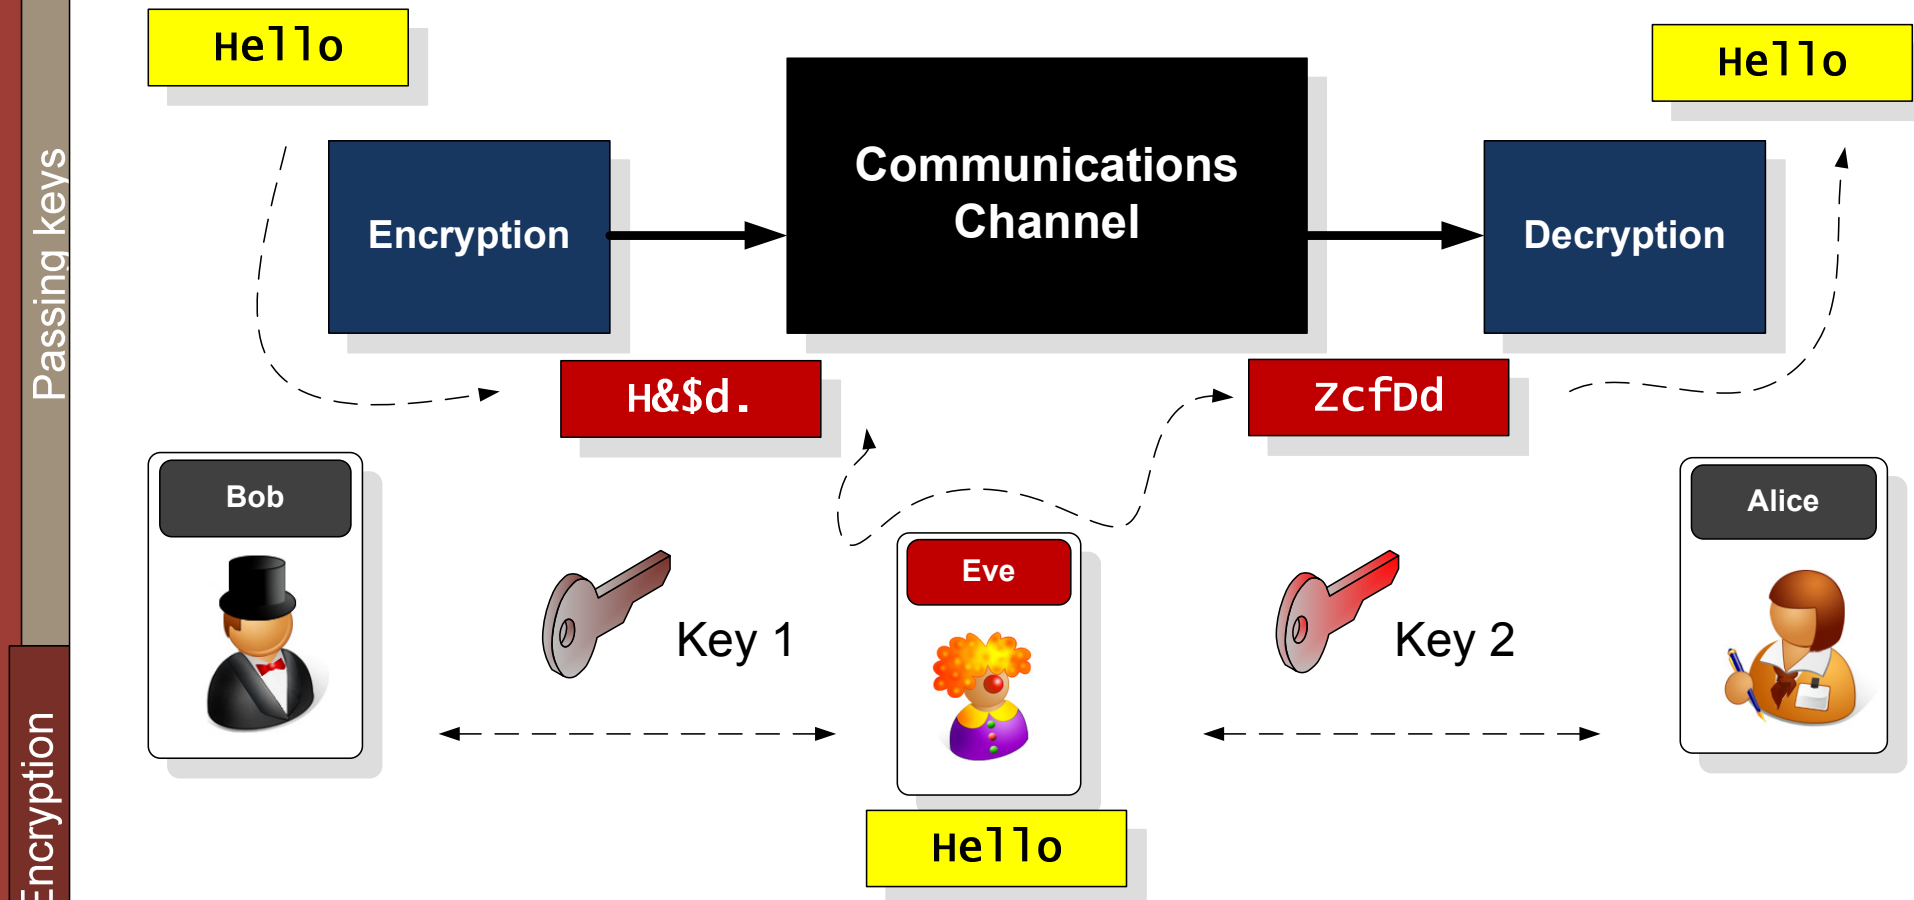 Hello
Hello
Communications
Channel
Encryption
Decryption
Passing keys
H&$d.
ZcfDd
Bob
Alice
Eve
Key 1
Key 2
Encryption
Hello